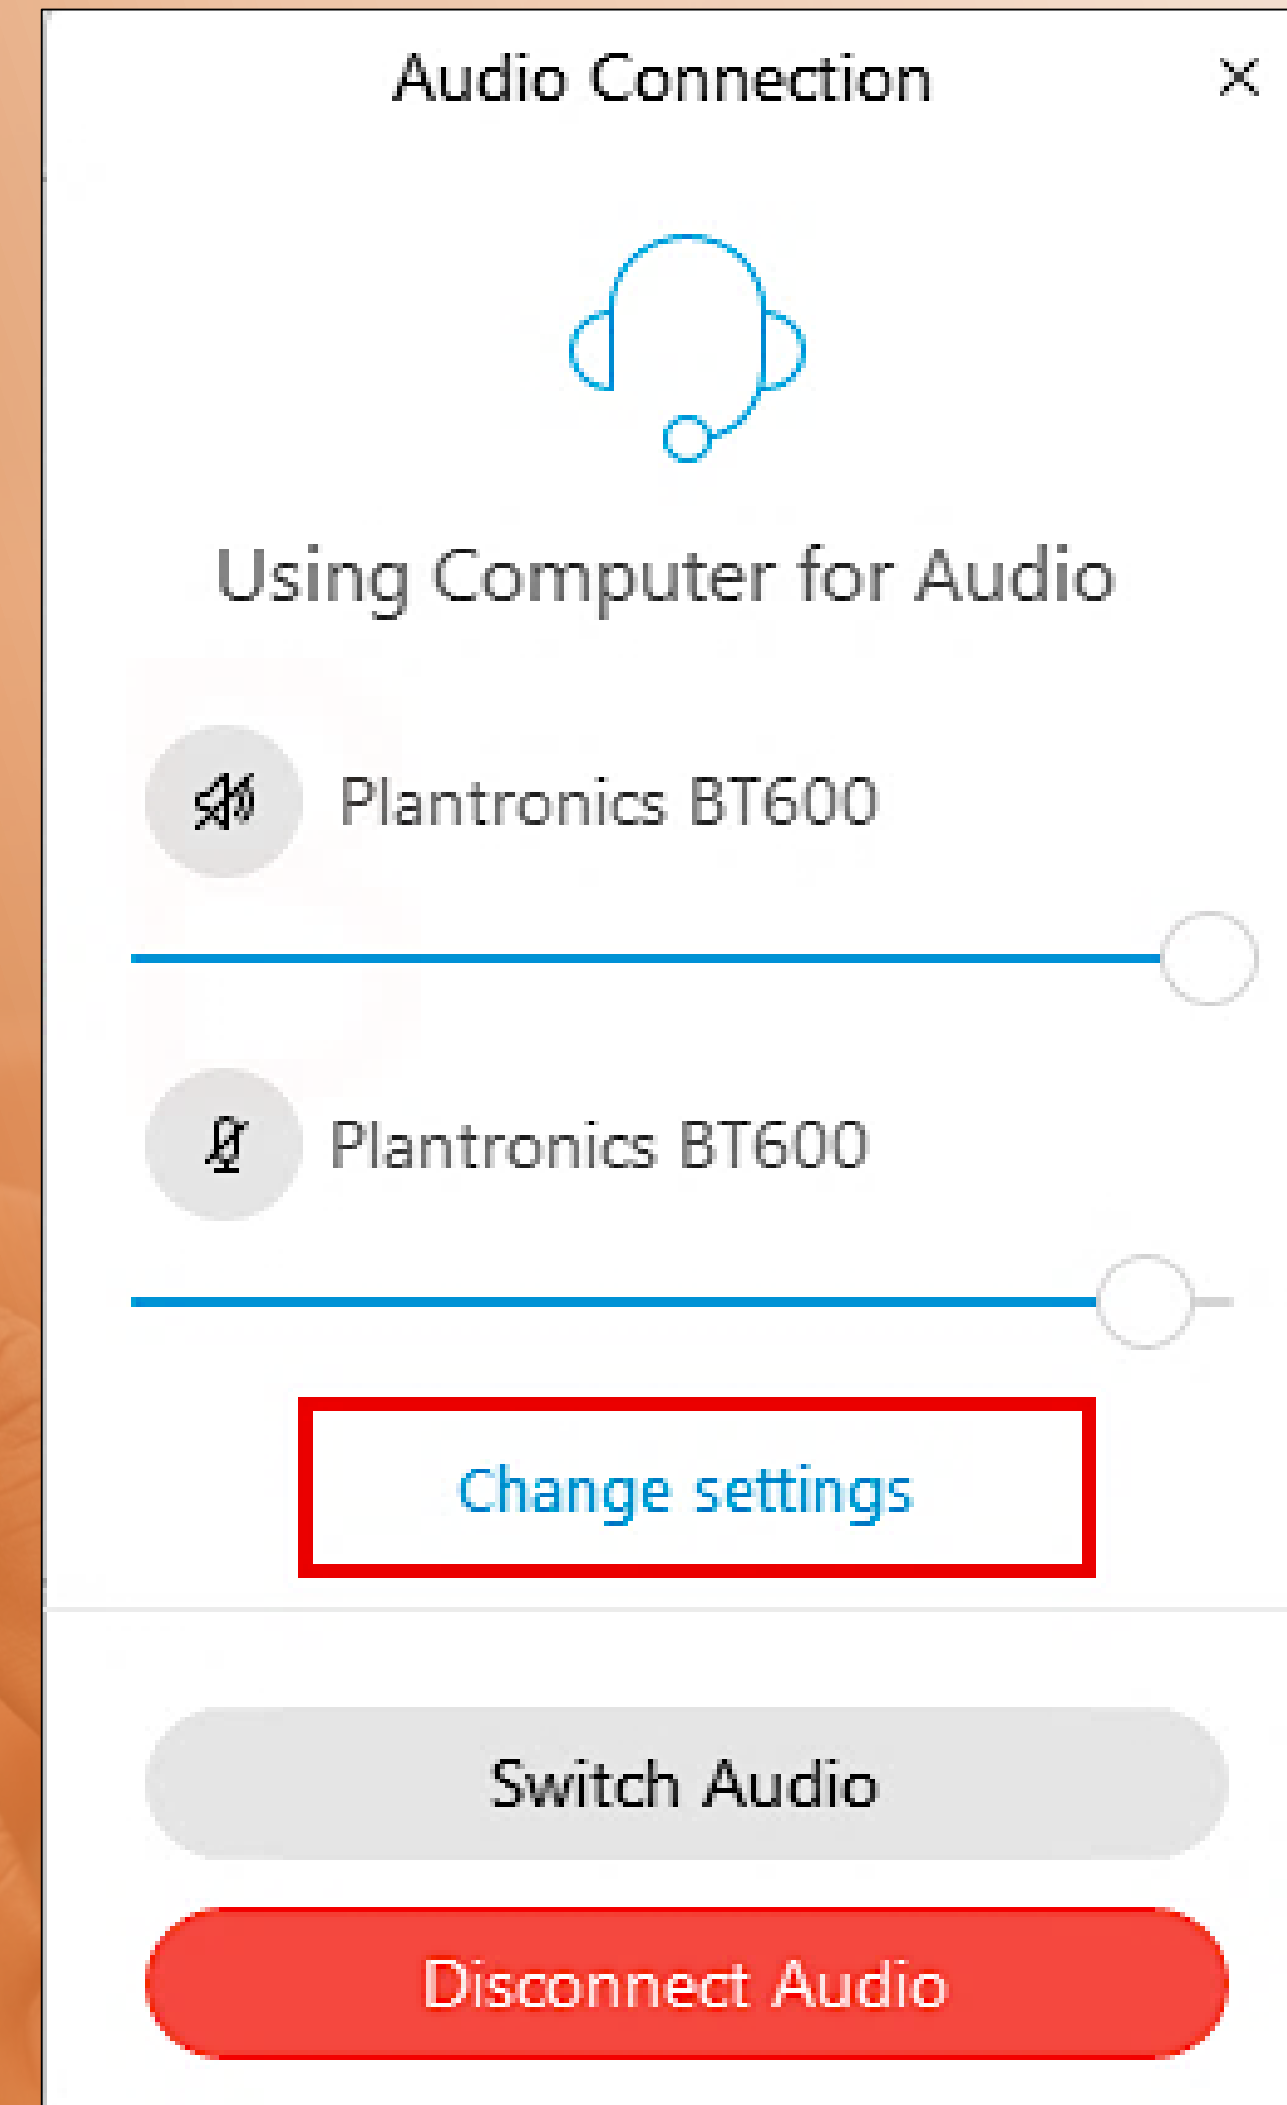 Audio Connection
Using Computer for Audio
Plantronics BT600
Plantronics BT600
Change settings
Switch Audio
Disconnect Audio